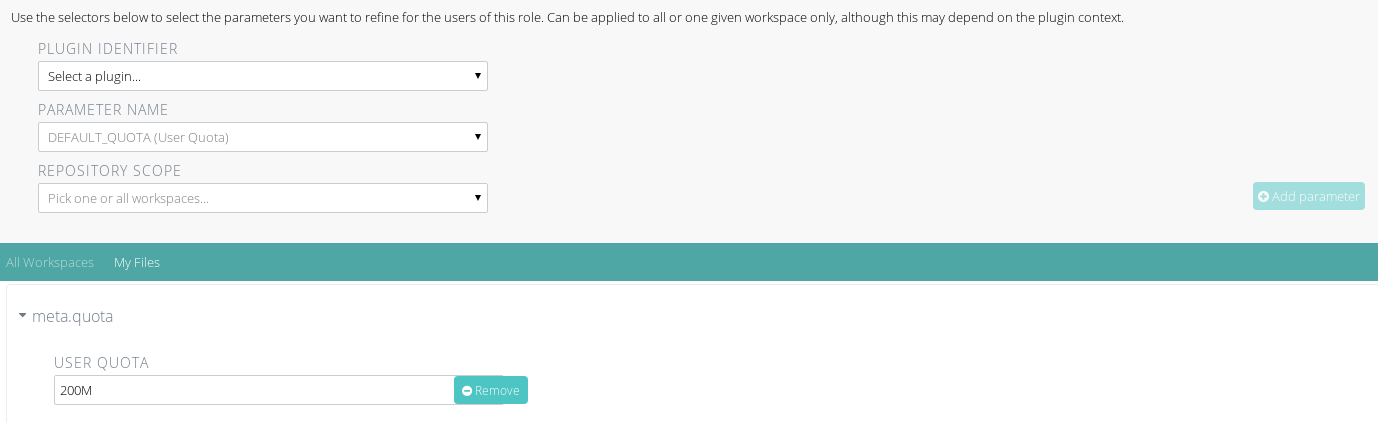 Use the selectors below to select the parameters you want to refine for the users of this role. Can be applied to all or one given workspace only, although this may depend on the plugin context.
PLUGIN IDENTIFIER
Select a plugin...
PARAMETER NAME
DEFAULT_QUOTA (User Quota)
REPOSITORY SCOPE
Pick one or all workspaces...
Add parameter
All Workspaces My Files
meta.quota
USER QUOTA
200M Remove